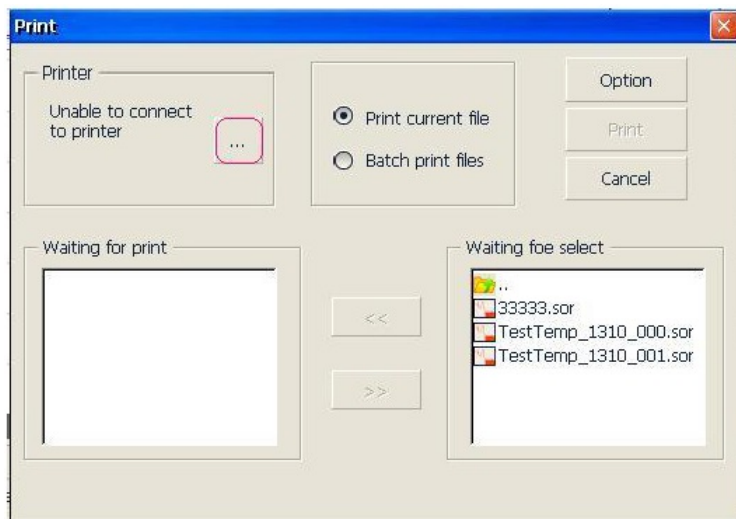 Print
Printer
Unable to connect
to printer
...
Print current file
Batch print files
Option
Print
Cancel
Waiting for print
<<
>>
Waiting foe select
..
33333.sor
TestTemp_1310_000.sor
TestTemp_1310_001.sor